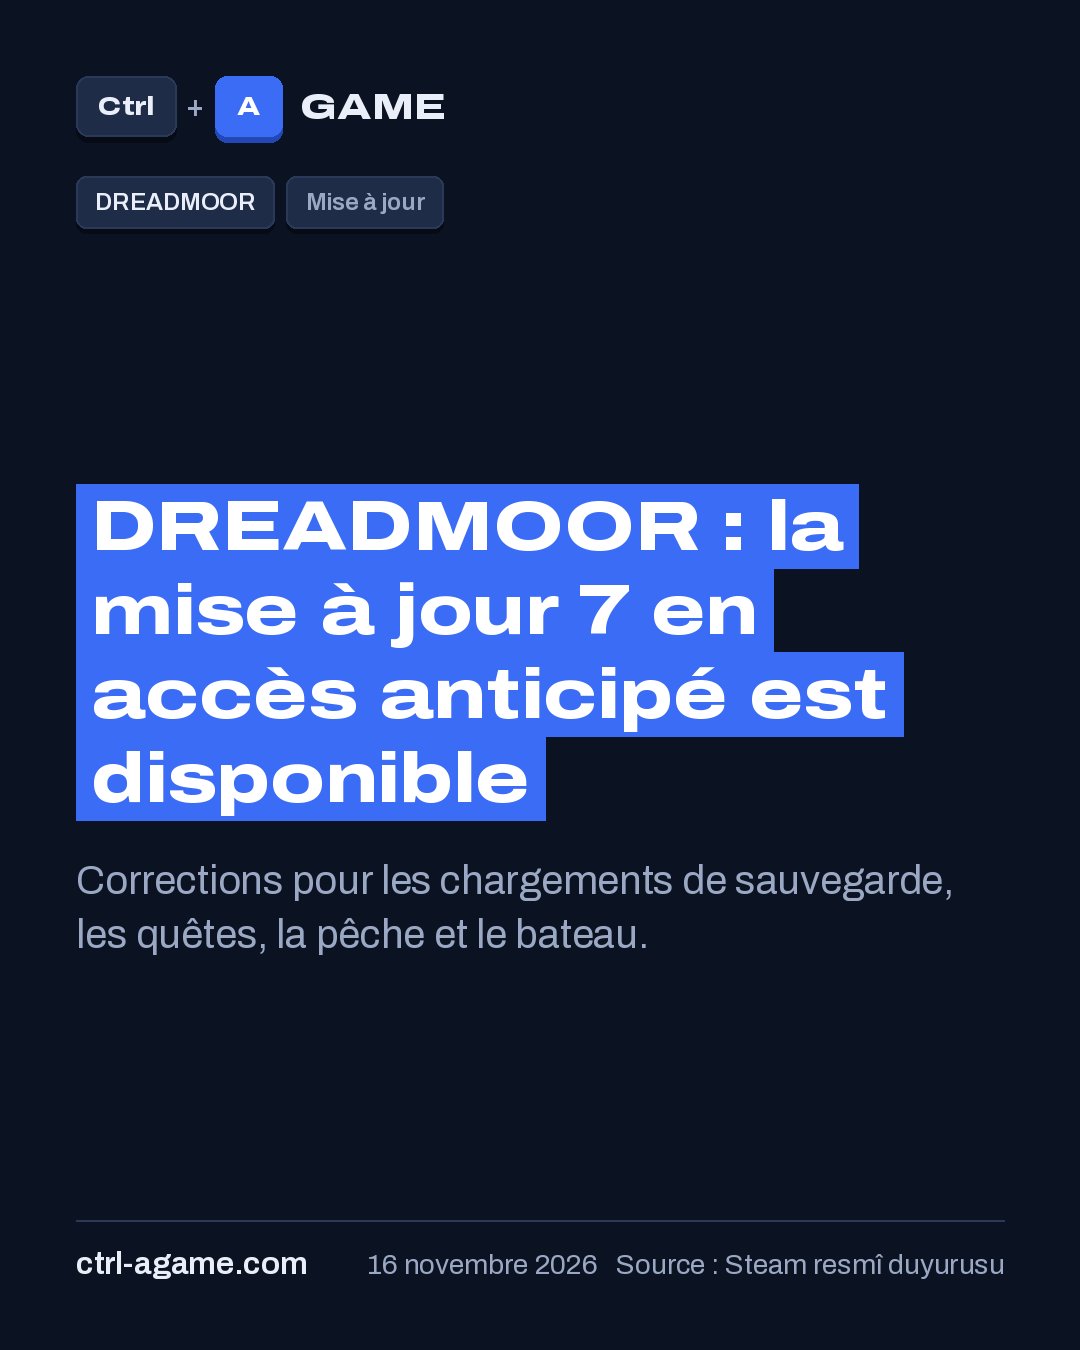 Ctrl + A GAME
DREADMOOR Mise à jour
DREADMOOR : la
mise à jour 7 en
accès anticipé est
disponible
Corrections pour les chargements de sauvegarde,
les quêtes, la pêche et le bateau.
ctrl-agame.com 16 novembre 2026 Source : Steam resmî duyurusu